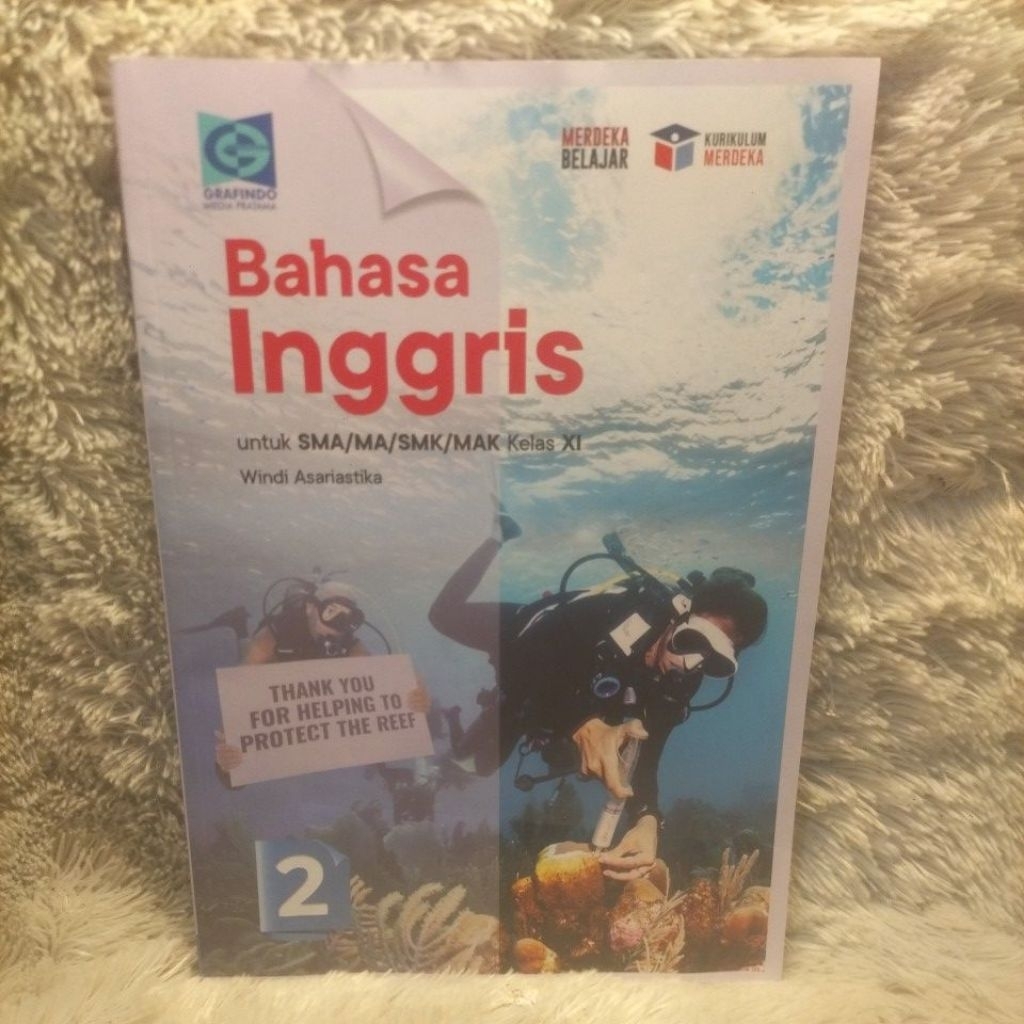 GRAFINDO
MEDIA PRATAMA
MERDEKA
BELAJAR
KURIKULUM
MERDEKA
Bahasa
Inggris
untuk SMA/MA/SMK/MAK Kelas XI
Windi Asariastika
THANK YOU
FOR HELPING TO
PROTECT THE REEF
2